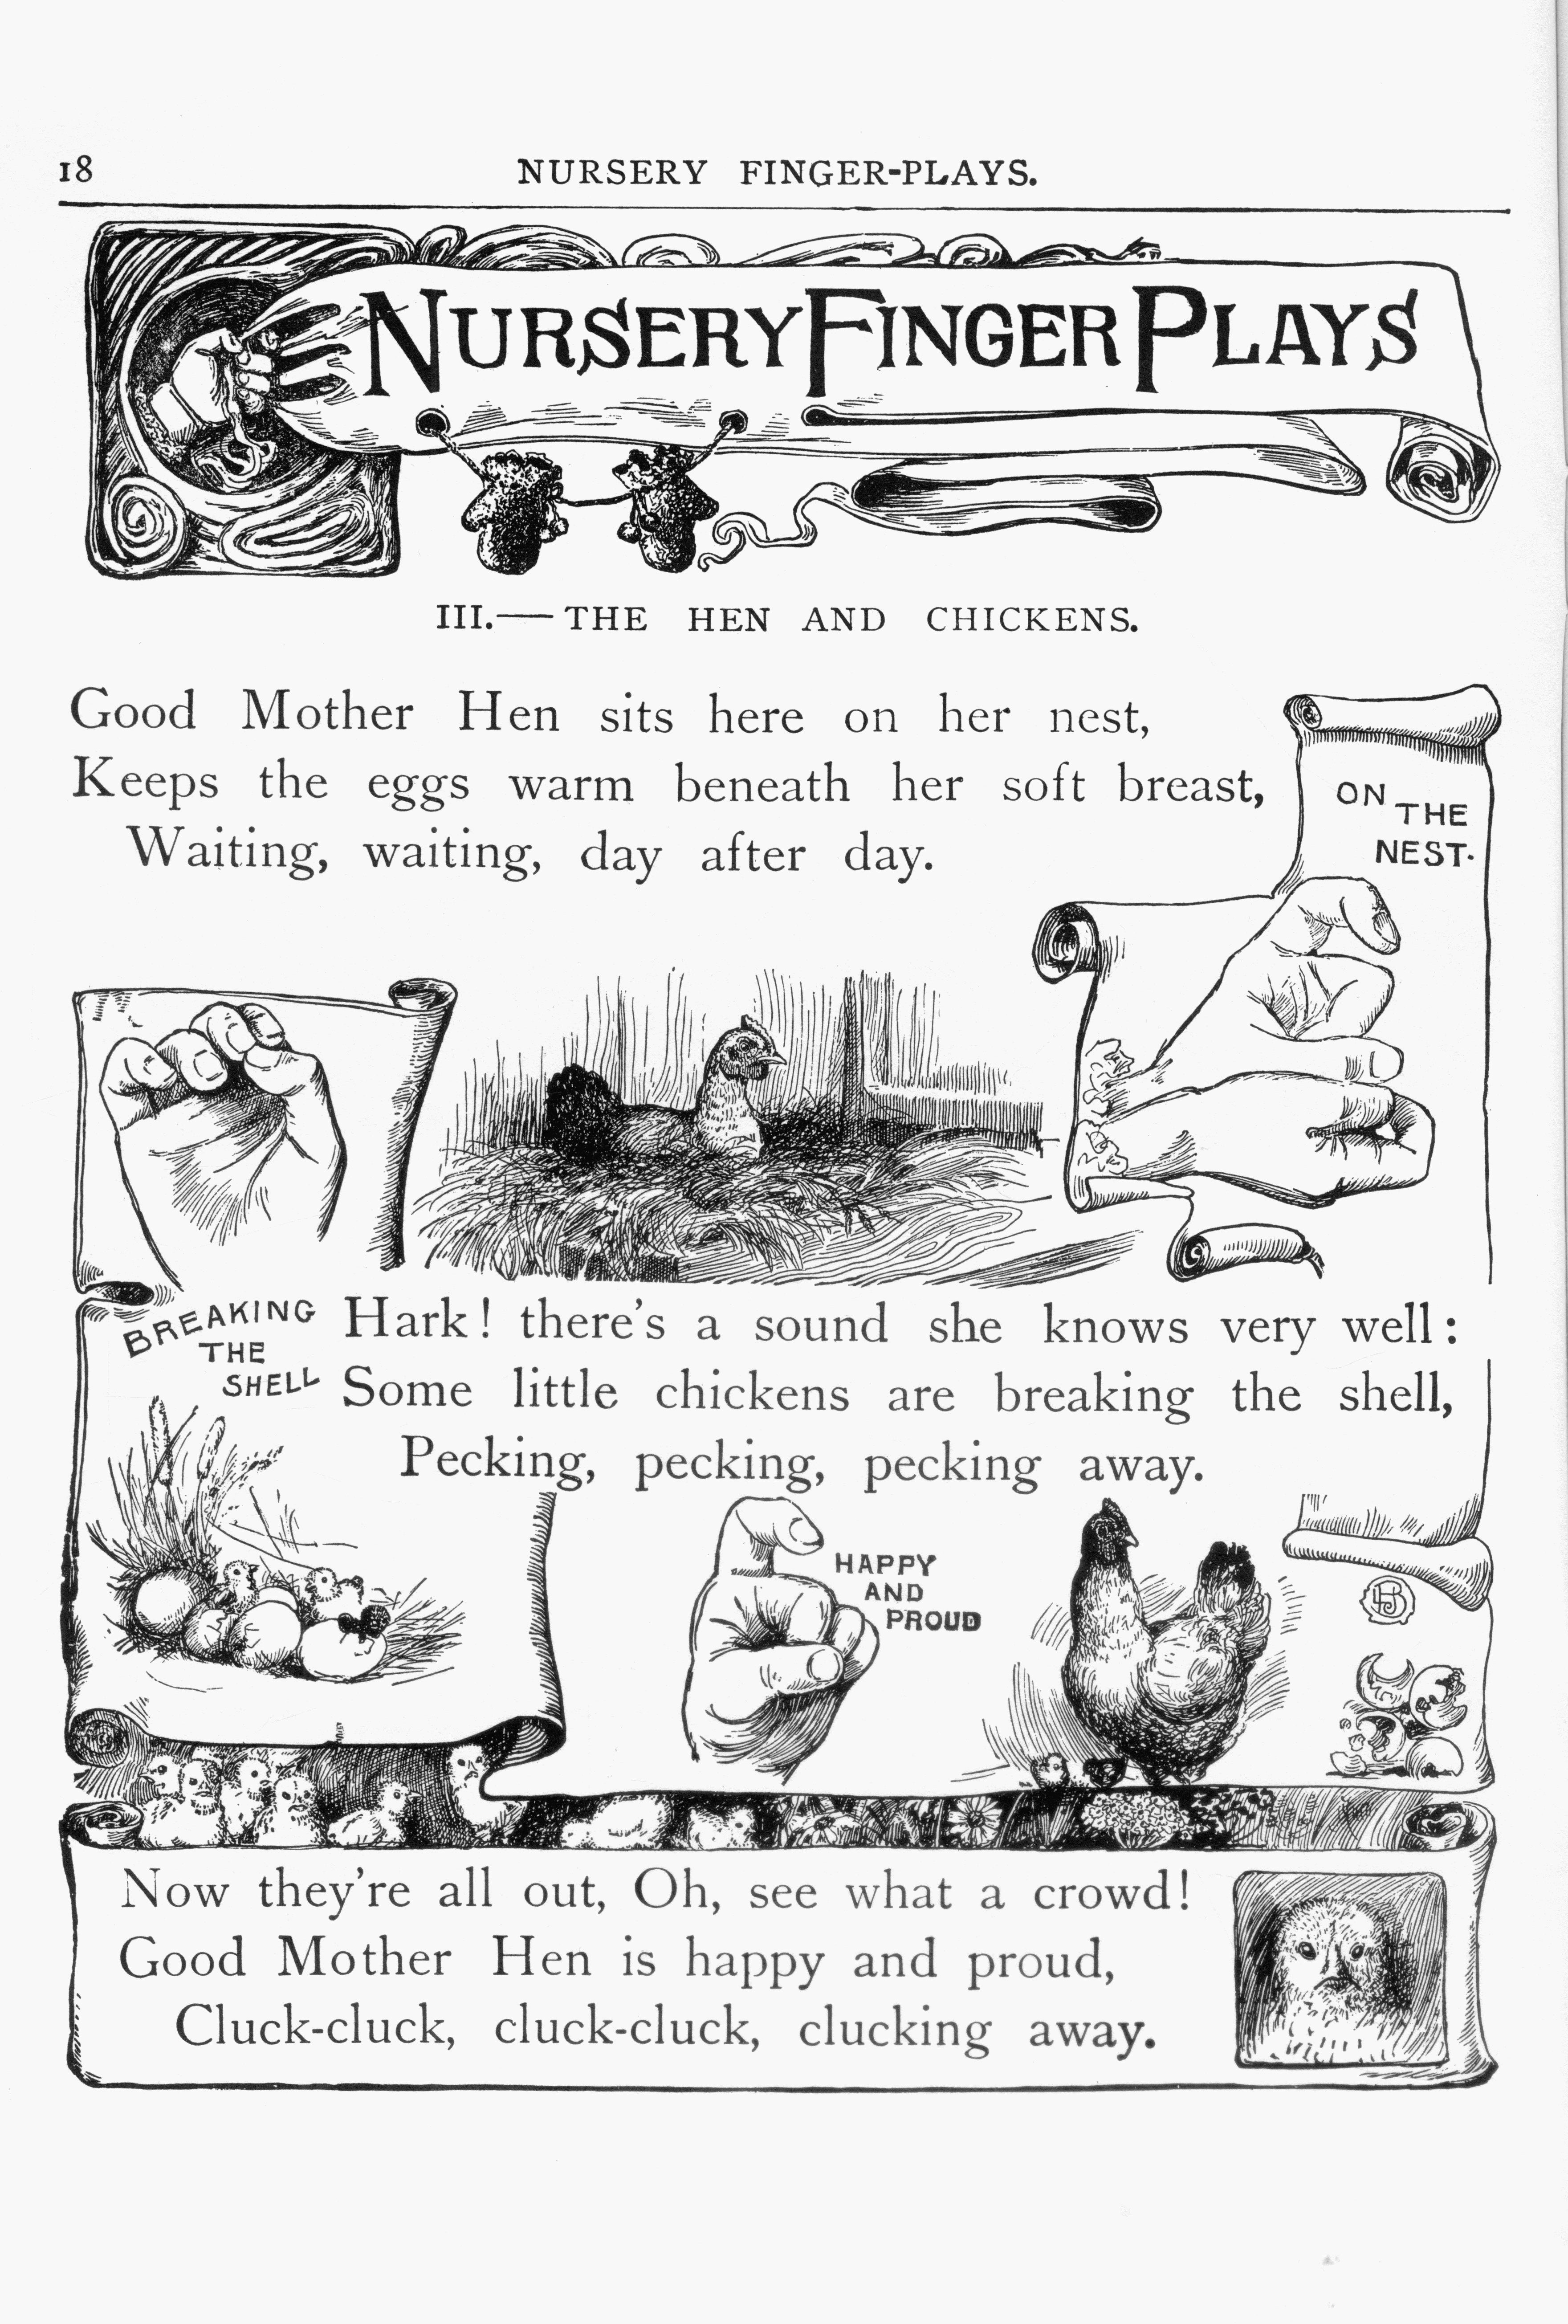 18
NURSERY FINGER-PLAYS.
NURSERY FINGER PLAYS
III.—THE HEN AND CHICKENS.
Good Mother Hen sits here on her nest,
Keeps the eggs warm beneath her soft breast,
Waiting, waiting, day after day.
ON THE
NEST.
BREAKING
THE
SHELL
Hark! there's a sound she knows very well:
Some little chickens are breaking the shell,
Pecking, pecking, pecking away.
HAPPY
AND
PROUD
Now they're all out, Oh, see what a crowd!
Good Mother Hen is happy and proud,
Cluck-cluck, cluck-cluck, clucking away.